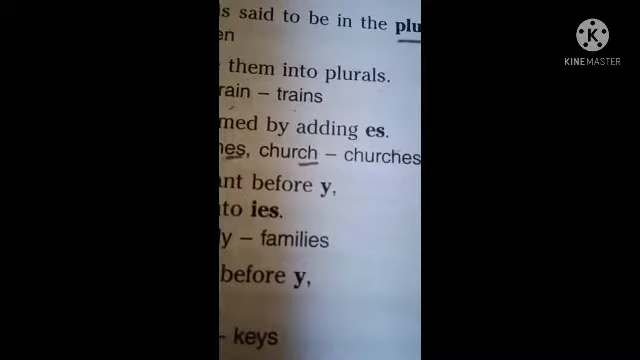 s said to be in the plu
en
them into plurals.
rain – trains
med by adding es.
es, church – churches
nt before y,
to ies.
y – families
before y,
– keys
K
KINEMASTER